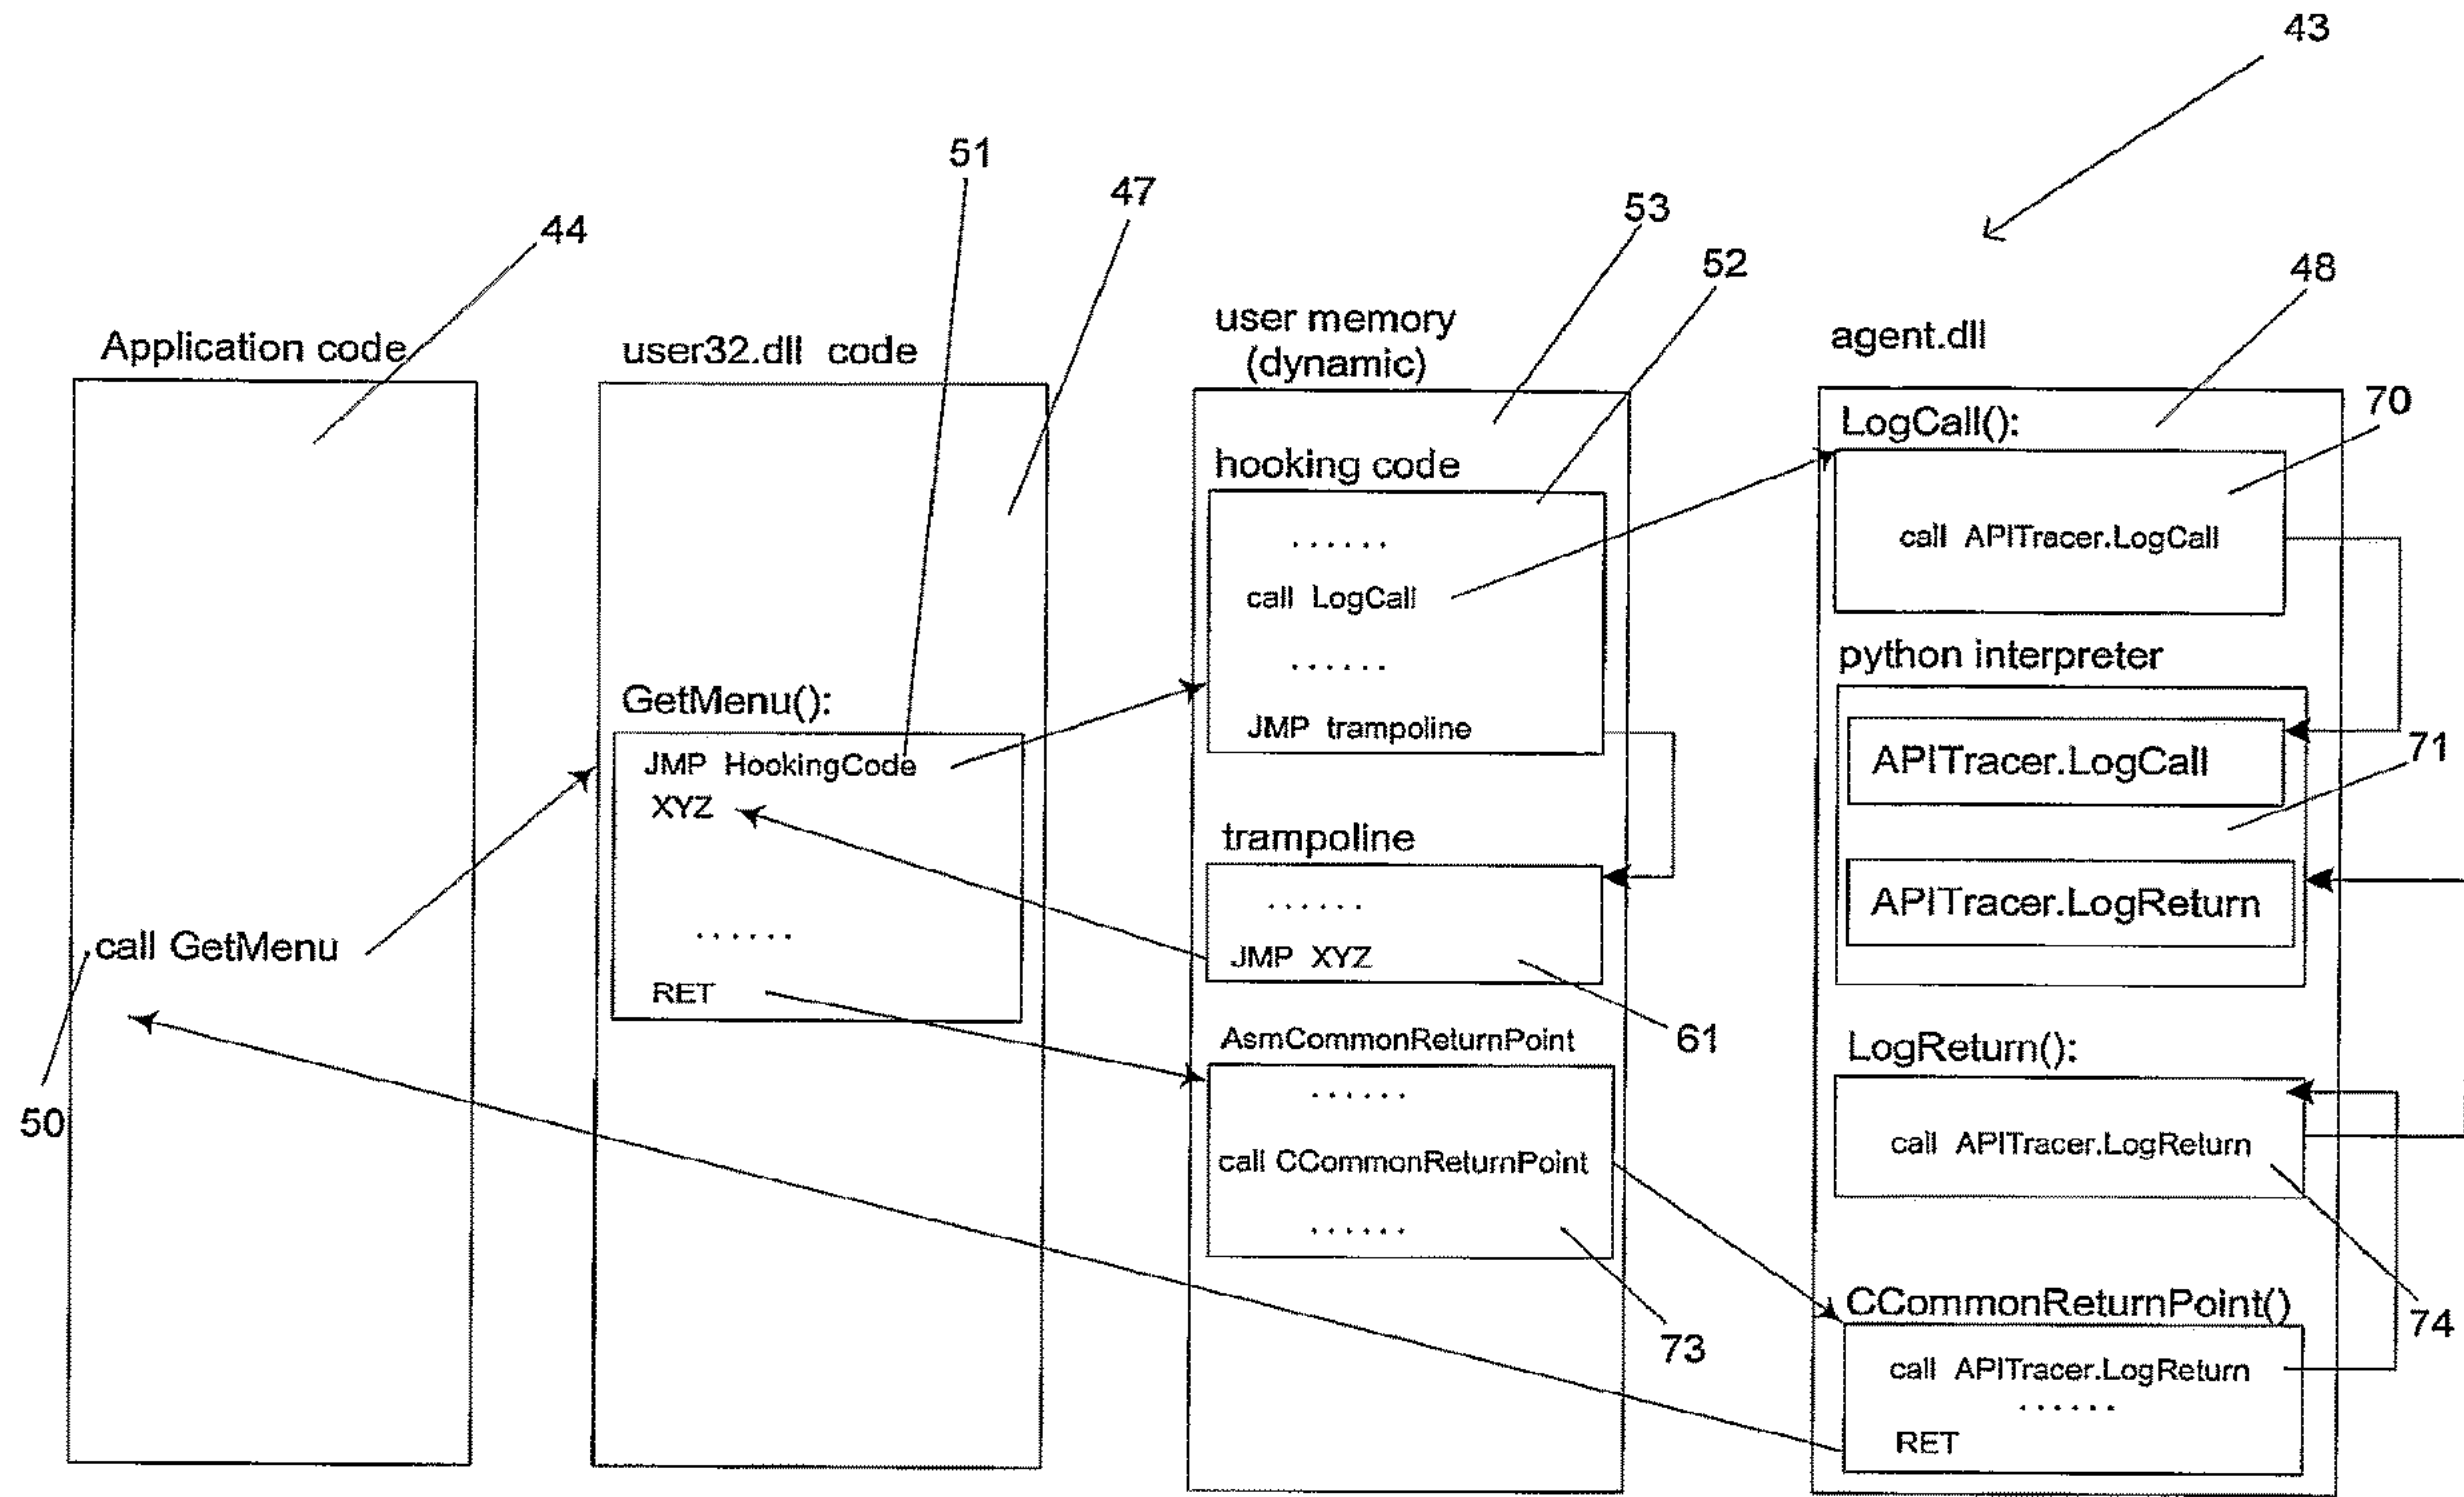 43
51
47
53
52
44
48
Application code
user32.dll code
user memory
(dynamic)
agent.dll
70
LogCall():
hooking code
......
call APITracer.LogCall
call LogCall
......
python interpreter
GetMenu():
JMP trampoline
JMP HookingCode
XYZ
APITracer.LogCall
71
trampoline
......
APITracer.LogReturn
......
call GetMenu
JMP XYZ
RET
61
AsmCommonReturnPoint
LogReturn():
......
50
call APITracer.LogReturn
call CCommonReturnPoint
......
CCommonReturnPoint()
74
73
call APITracer.LogReturn
......
RET